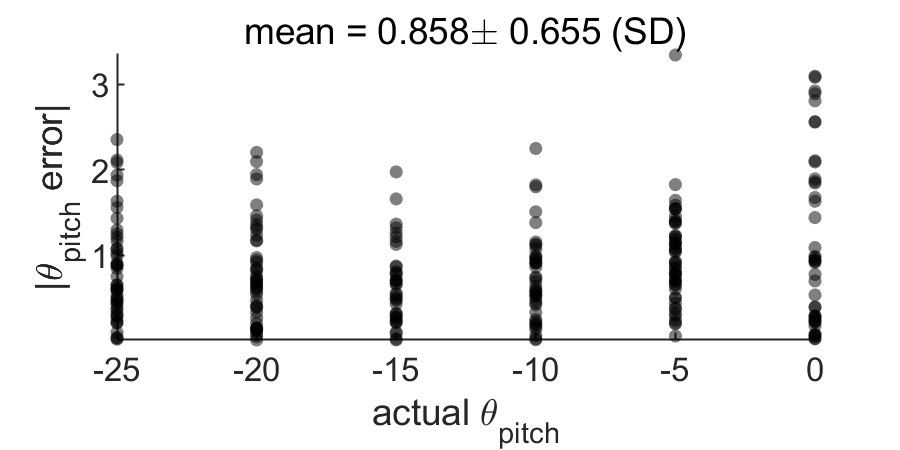 mean = 0.858± 0.655 (SD)
|θpitch error|
3
2
1
-25 -20 -15 -10 -5 0
actual θpitch